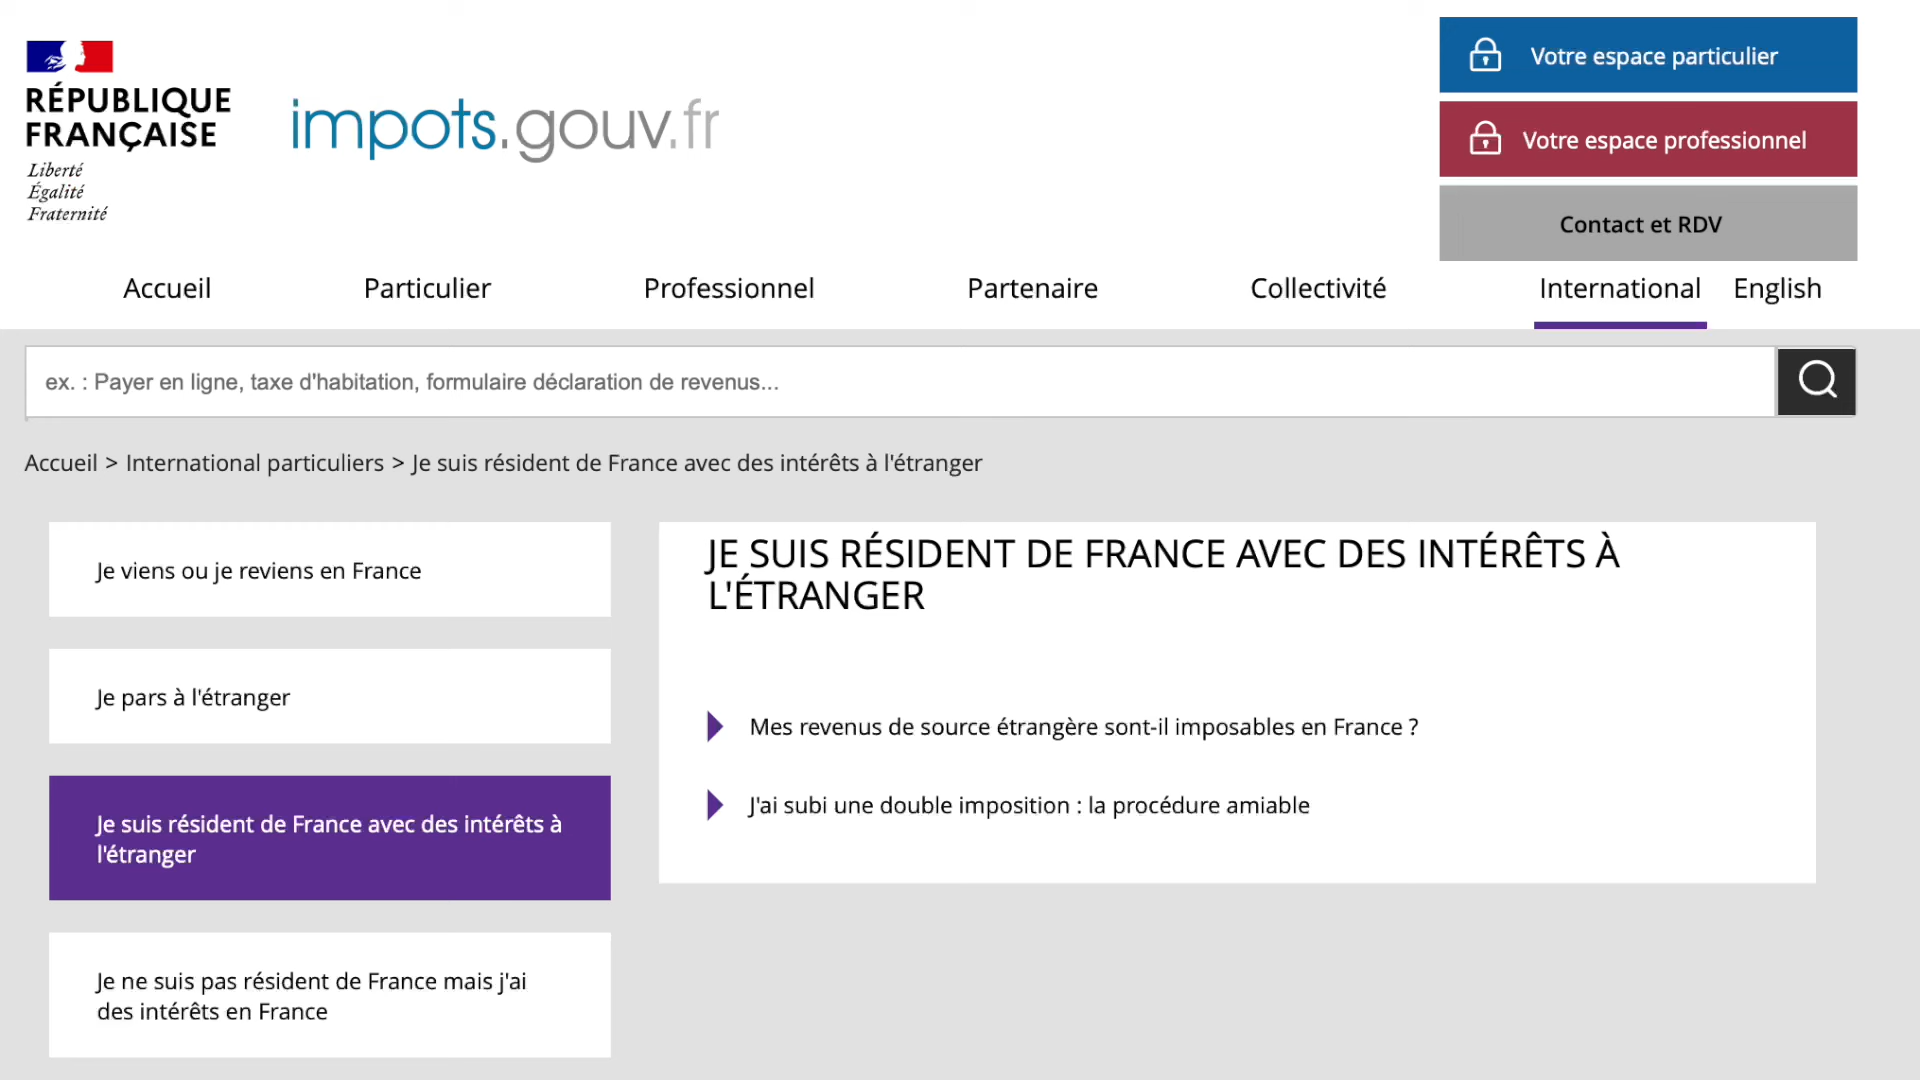 RÉPUBLIQUE
FRANÇAISE
Liberté
Égalité
Fraternité
impots.gouv.fr
Votre espace particulier
Votre espace professionnel
Contact et RDV
Accueil Particulier Professionnel Partenaire Collectivité International English
ex. : Payer en ligne, taxe d'habitation, formulaire déclaration de revenus...
Accueil > International particuliers > Je suis résident de France avec des intérêts à l'étranger
Je viens ou je reviens en France
Je pars à l'étranger
Je suis résident de France avec des intérêts à
l'étranger
Je ne suis pas résident de France mais j'ai
des intérêts en France
JE SUIS RÉSIDENT DE FRANCE AVEC DES INTÉRÊTS À
L'ÉTRANGER
Mes revenus de source étrangère sont-il imposables en France ?
J'ai subi une double imposition : la procédure amiable